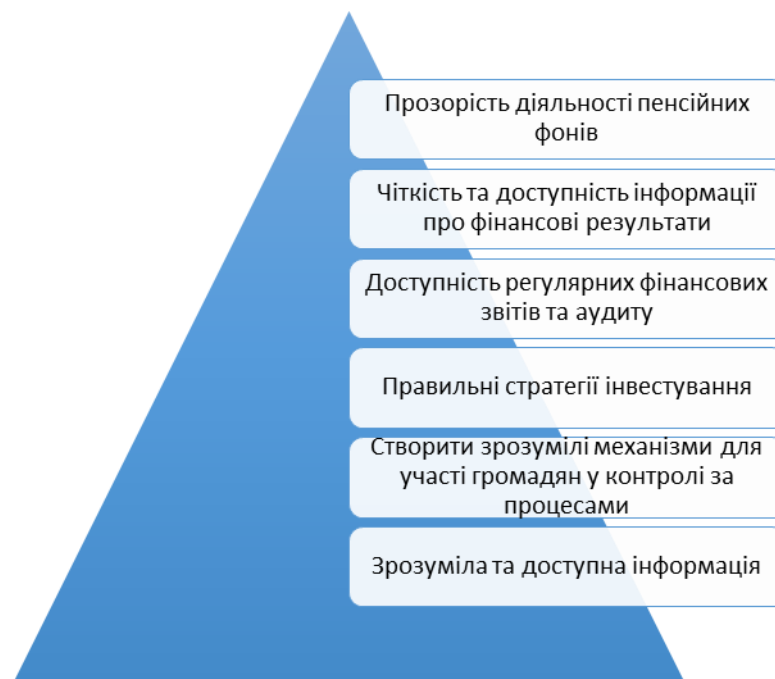 Прозорість діяльності пенсійних
фонів
Чіткість та доступність інформації
про фінансові результати
Доступність регулярних фінансових
звітів та аудиту
Правильні стратегії інвестування
Створити зрозумілі механізми для
участі громадян у контролі за
процесами
Зрозуміла та доступна інформація